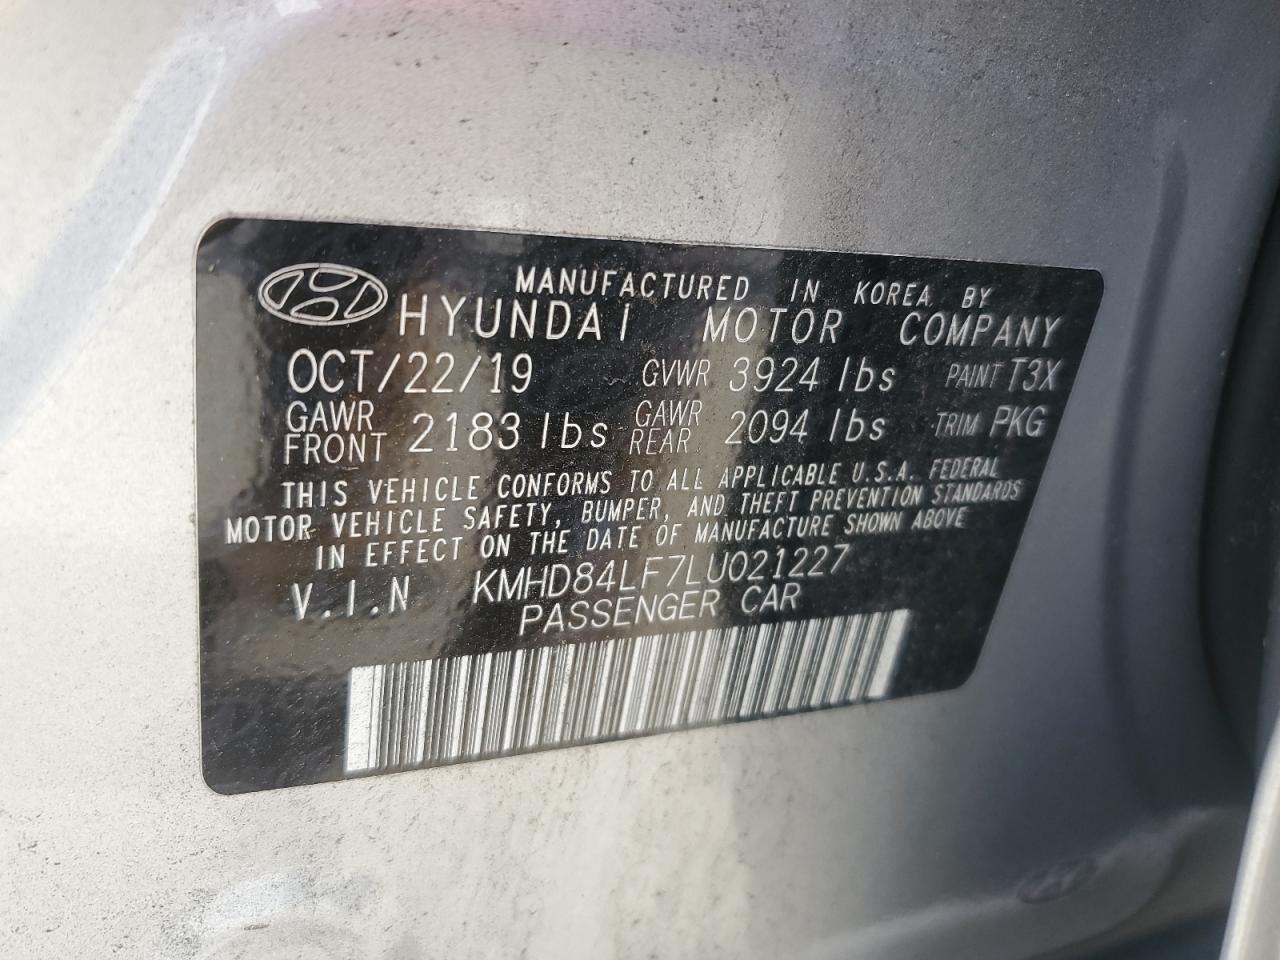 MANUFACTURED IN KOREA BY
HYUNDAI MOTOR COMPANY
OCT/22/19 GVWR 3924 lbs PAINT T3X
GAWR FRONT 2183 lbs GAWR REAR 2094 lbs TRIM PKG
THIS VEHICLE CONFORMS TO ALL APPLICABLE U.S.A. FEDERAL
MOTOR VEHICLE SAFETY, BUMPER, AND THEFT PREVENTION STANDARDS
IN EFFECT ON THE DATE OF MANUFACTURE SHOWN ABOVE
V.I.N KMHD84LF7LU021227
PASSENGER CAR